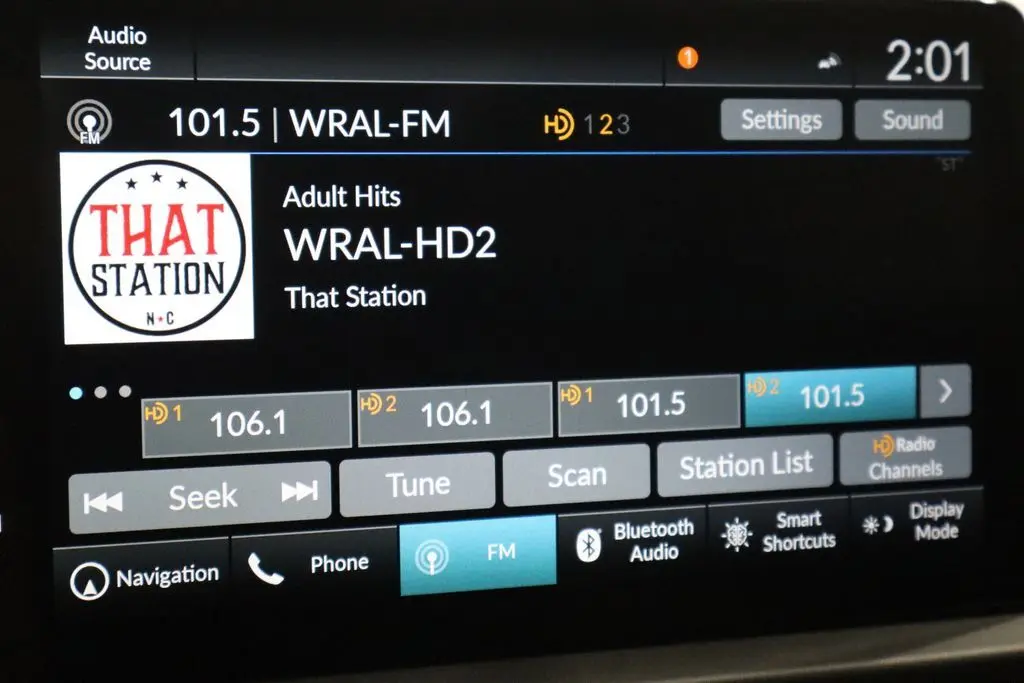 Audio
Source
1
2:01
FM
101.5 | WRAL-FM
HD 1 2 3
Settings
Sound
"ST"
THAT
STATION
N★C
Adult Hits
WRAL-HD2
That Station
HD 1 106.1
HD 2 106.1
HD 1 101.5
HD 2 101.5
Seek
Tune
Scan
Station List
HD Radio
Channels
Navigation
Phone
FM
Bluetooth
Audio
Smart
Shortcuts
Display
Mode